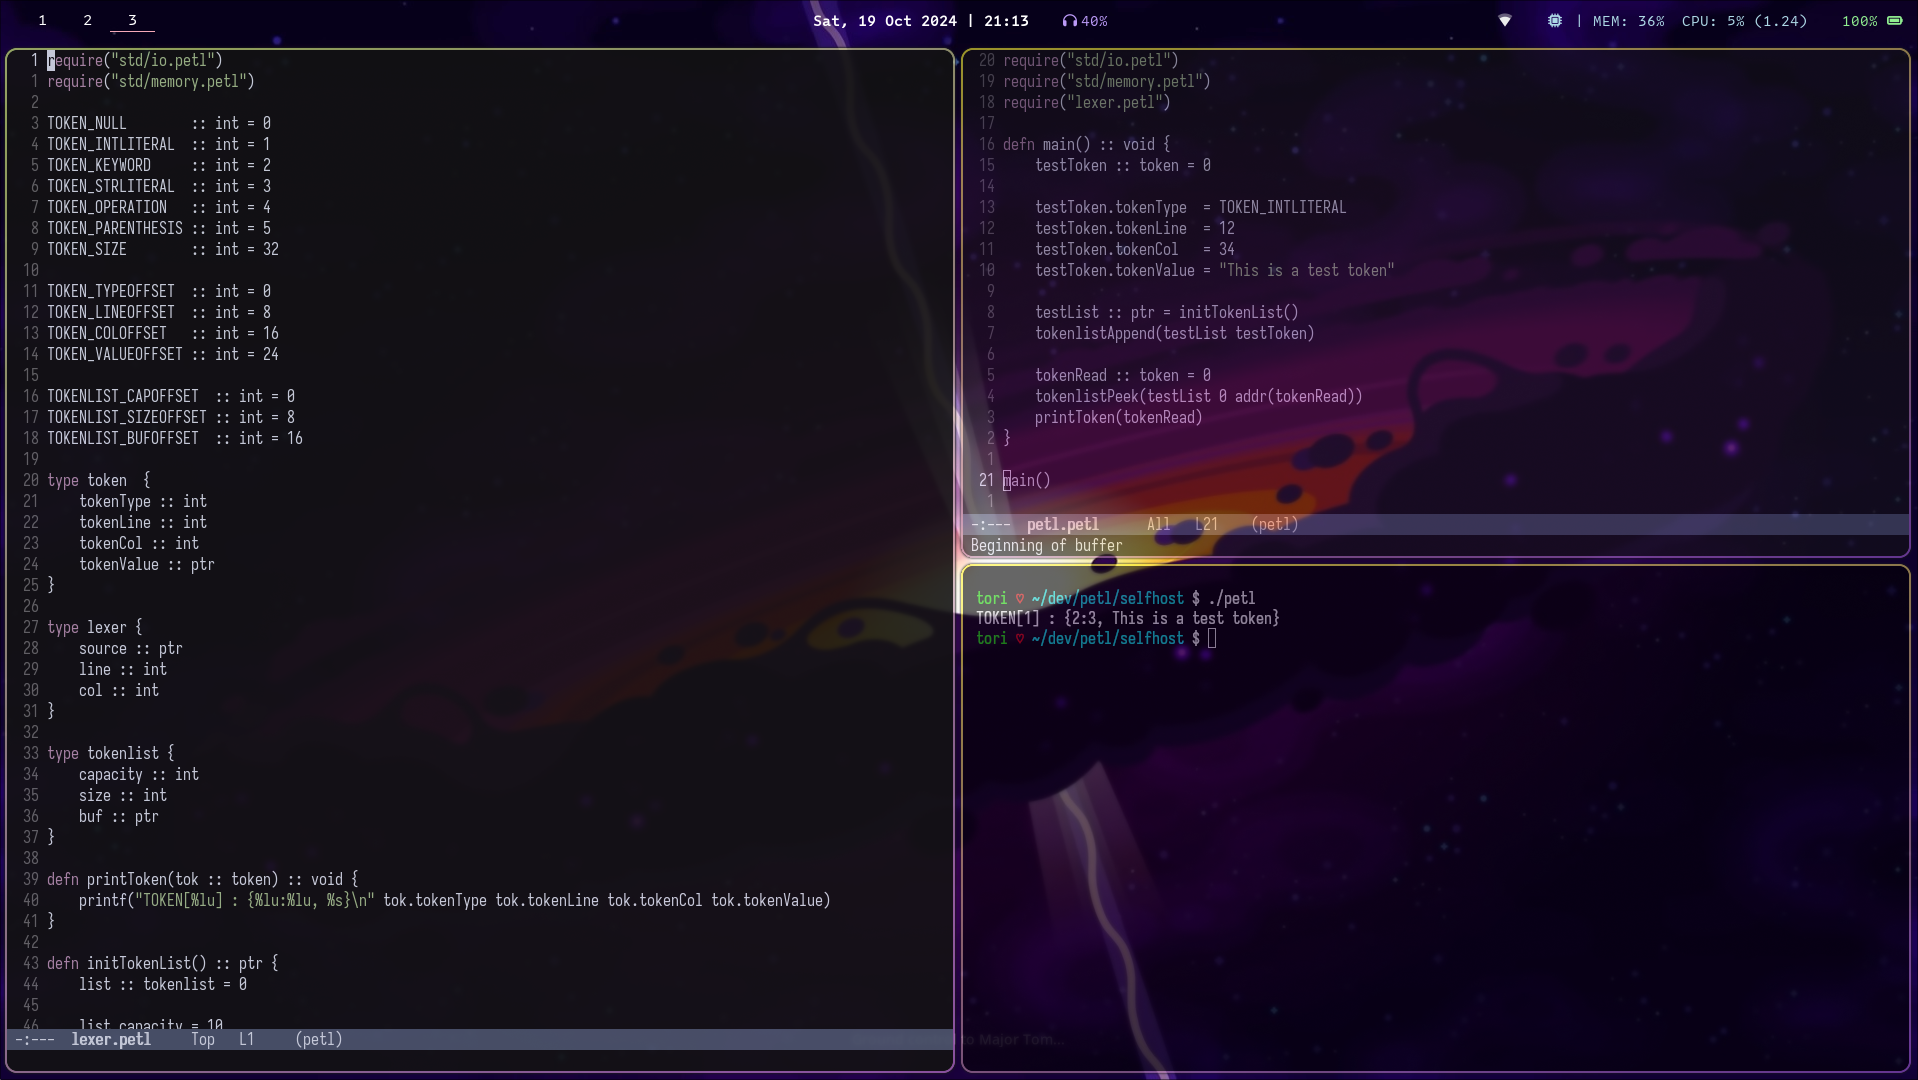 1 2 3 Sat, 19 Oct 2024 | 21:13 40% | MEM: 36% CPU: 5% (1.24) 100%
1 require("std/io.petl")
1 require("std/memory.petl")
2
3 TOKEN_NULL :: int = 0
4 TOKEN_INTLITERAL :: int = 1
5 TOKEN_KEYWORD :: int = 2
6 TOKEN_STRLITERAL :: int = 3
7 TOKEN_OPERATION :: int = 4
8 TOKEN_PARENTHESIS :: int = 5
9 TOKEN_SIZE :: int = 32
10
11 TOKEN_TYPEOFFSET :: int = 0
12 TOKEN_LINEOFFSET :: int = 8
13 TOKEN_COLOFFSET :: int = 16
14 TOKEN_VALUEOFFSET :: int = 24
15
16 TOKENLIST_CAPOFFSET :: int = 0
17 TOKENLIST_SIZEOFFSET :: int = 8
18 TOKENLIST_BUFOFFSET :: int = 16
19
20 type token {
21 tokenType :: int
22 tokenLine :: int
23 tokenCol :: int
24 tokenValue :: ptr
25 }
26
27 type lexer {
28 source :: ptr
29 line :: int
30 col :: int
31 }
32
33 type tokenlist {
34 capacity :: int
35 size :: int
36 buf :: ptr
37 }
38
39 defn printToken(tok :: token) :: void {
40 printf("TOKEN[%lu] : {%lu:%lu, %s}\n" tok.tokenType tok.tokenLine tok.tokenCol tok.tokenValue)
41 }
42
43 defn initTokenList() :: ptr {
44 list :: tokenlist = 0
45
46 list.capacity = 10
-:--- lexer.petl Top L1 (petl)
20 require("std/io.petl")
19 require("std/memory.petl")
18 require("lexer.petl")
17
16 defn main() :: void {
15 testToken :: token = 0
14
13 testToken.tokenType = TOKEN_INTLITERAL
12 testToken.tokenLine = 12
11 testToken.tokenCol = 34
10 testToken.tokenValue = "This is a test token"
9
8 testList :: ptr = initTokenList()
7 tokenlistAppend(testList testToken)
6
5 tokenRead :: token = 0
4 tokenlistPeek(testList 0 addr(tokenRead))
3 printToken(tokenRead)
2 }
1
21 main()
1
-:--- petl.petl All L21 (petl)
Beginning of buffer
tori ♡ ~/dev/petl/selfhost $ ./petl
TOKEN[1] : {2:3, This is a test token}
tori ♡ ~/dev/petl/selfhost $
to Major Tom...